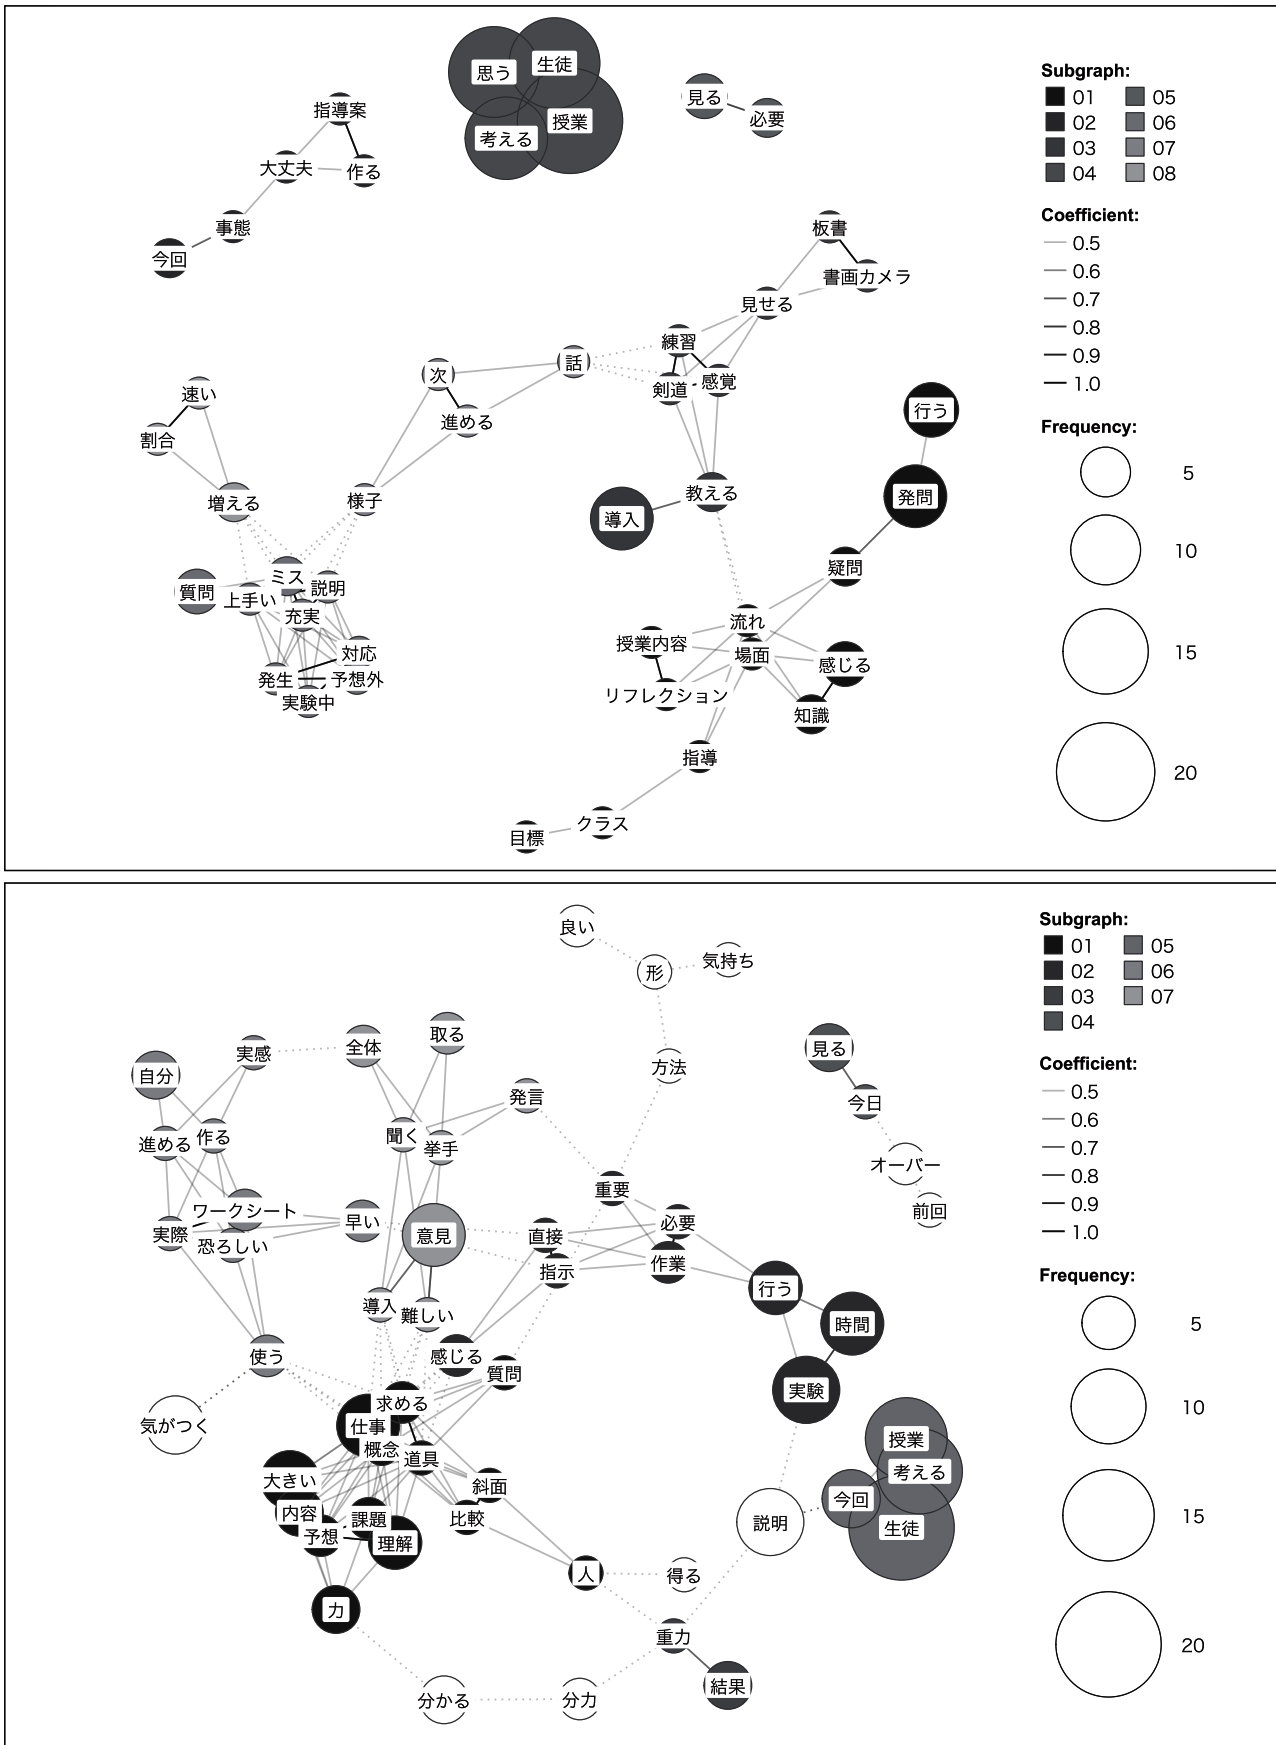 思う
生徒
授業
考える
見る
必要
指導案
大丈夫
作る
事態
今回
板書
書画カメラ
見せる
練習
剣道
感覚
話
次
進める
速い
割合
増える
様子
行う
発問
教える
導入
疑問
質問
ミス
説明
上手い
充実
対応
発生
予想外
実験中
流れ
授業内容
場面
感じる
リフレクション
知識
指導
クラス
目標
Subgraph:
01 05
02 06
03 07
04 08
Coefficient:
0.5
0.6
0.7
0.8
0.9
1.0
Frequency:
5
10
15
20
良い
形
気持ち
方法
見る
今日
オーバー
前回
実感
全体
取る
自分
発言
進める
作る
聞く
挙手
重要
ワークシート
早い
意見
直接
必要
実際
恐ろしい
指示
作業
行う
時間
導入
難しい
使う
感じる
質問
実験
気がつく
求める
仕事
概念
道具
大きい
斜面
内容
課題
比較
予想
理解
授業
考える
今回
生徒
説明
人
得る
力
重力
結果
分かる
分力
Subgraph:
01 05
02 06
03 07
04
Coefficient:
0.5
0.6
0.7
0.8
0.9
1.0
Frequency:
5
10
15
20